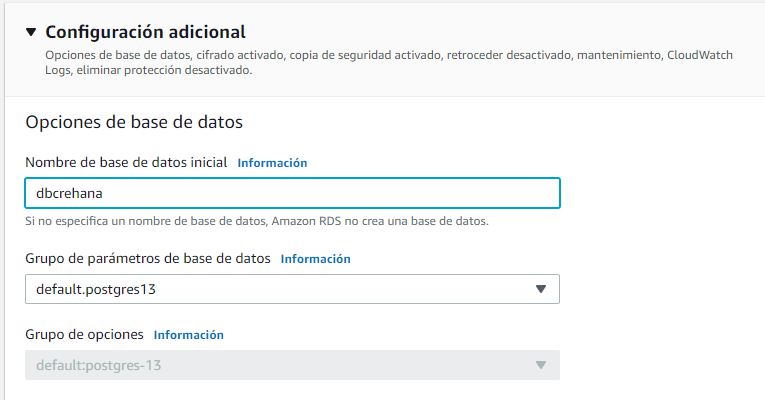 Configuración adicional
Opciones de base de datos, cifrado activado, copia de seguridad activado, retroceder desactivado, mantenimiento, CloudWatch
Logs, eliminar protección desactivado.
Opciones de base de datos
Nombre de base de datos inicial Información
dbcrehana
Si no especifica un nombre de base de datos, Amazon RDS no crea una base de datos.
Grupo de parámetros de base de datos Información
default.postgres13
Grupo de opciones Información
default:postgres-13